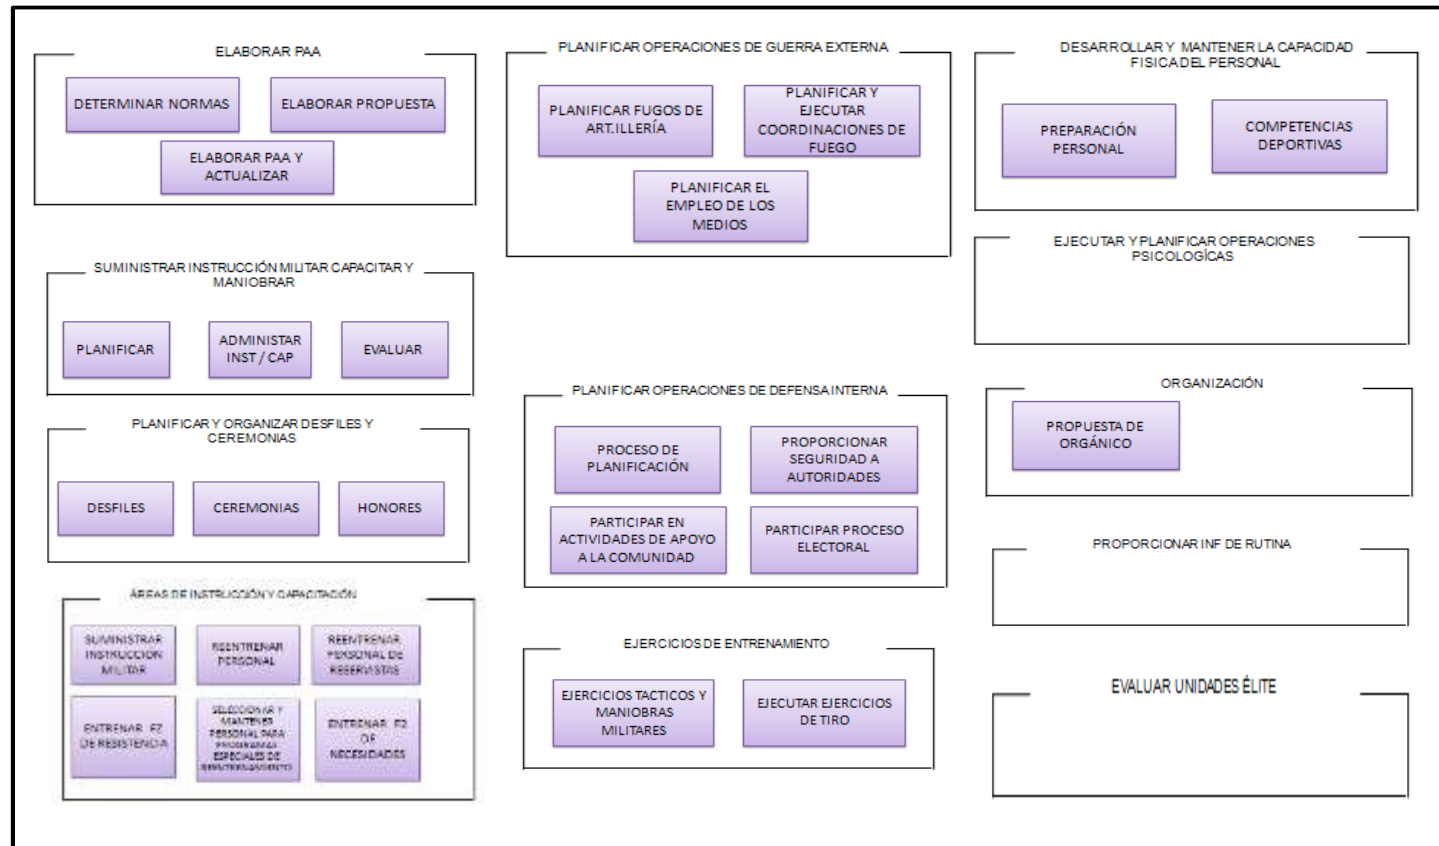 ELABORAR PAA
DETERMINAR NORMAS
ELABORAR PROPUESTA
ELABORAR PAA Y
ACTUALIZAR
SUMINISTRAR INSTRUCCIÓN MILITAR CAPACITAR Y
MANIOBRAR
PLANIFICAR
ADMINISTAR
INST / CAP
EVALUAR
PLANIFICAR Y ORGANIZAR DESFILES Y
CEREMONIAS
DESFILES
CEREMONIAS
HONORES
ÁREAS DE INSTRUCCIÓN Y CAPACITACIÓN
SUMINISTRAR
INSTRUCCIÓN
MILITAR
REENTRENAR
PERSONAL
REENTRENAR
PERSONAL DE
RESERVISTAS
ENTRENAR F2
DE RESISTENCIA
SELECCIONAR Y
MANTENER
PERSONAL PARA
PROGRAMAS
ESPECIALES DE
REENTRENAMIENTO
ENTRENAR F2
DE
NECESIDADES
PLANIFICAR OPERACIONES DE GUERRA EXTERNA
PLANIFICAR FUGOS DE
ART.ILLERÍA
PLANIFICAR Y
EJECUTAR
COORDINACIONES DE
FUEGO
PLANIFICAR EL
EMPLEO DE LOS
MEDIOS
PLANIFICAR OPERACIONES DE DEFENSA INTERNA
PROCESO DE
PLANIFICACIÓN
PROPORCIONAR
SEGURIDAD A
AUTORIDADES
PARTICIPAR EN
ACTIVIDADES DE APOYO
A LA COMUNIDAD
PARTICIPAR PROCESO
ELECTORAL
EJERCICIOS DE ENTRENAMIENTO
EJERCICIOS TACTICOS Y
MANIOBRAS
MILITARES
EJECUTAR EJERCICIOS
DE TIRO
DESARROLLAR Y MANTENER LA CAPACIDAD
FISICA DEL PERSONAL
PREPARACIÓN
PERSONAL
COMPETENCIAS
DEPORTIVAS
EJECUTAR Y PLANIFICAR OPERACIONES
PSICOLOGÍCAS
ORGANIZACIÓN
PROPUESTA DE
ORGÁNICO
PROPORCIONAR INF DE RUTINA
EVALUAR UNIDADES ÉLITE